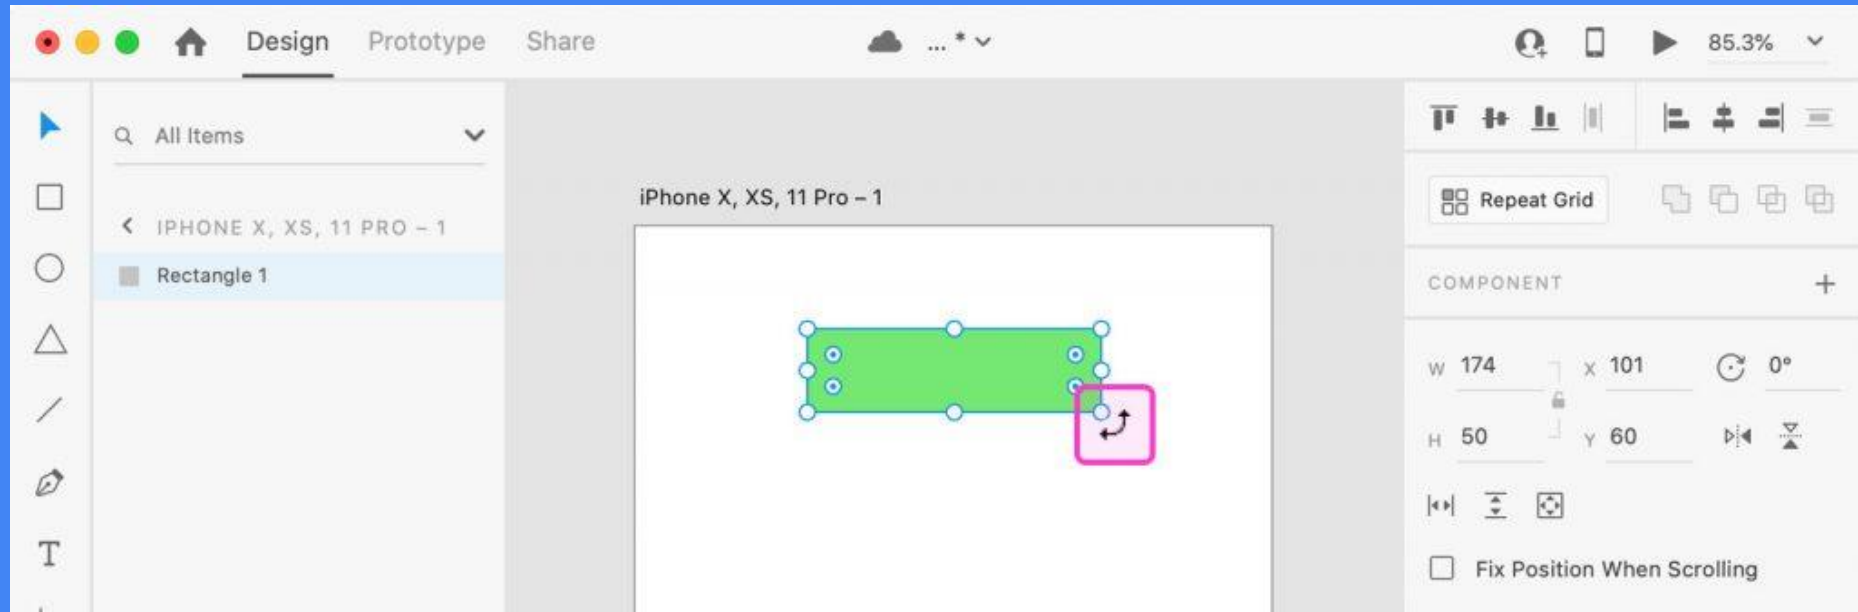 Design Prototype Share ... * 85.3%
All Items
iPhone X, XS, 11 Pro – 1
Repeat Grid
IPHONE X, XS, 11 PRO – 1
Rectangle 1
COMPONENT +
W 174 X 101 0°
H 50 Y 60
T
Fix Position When Scrolling